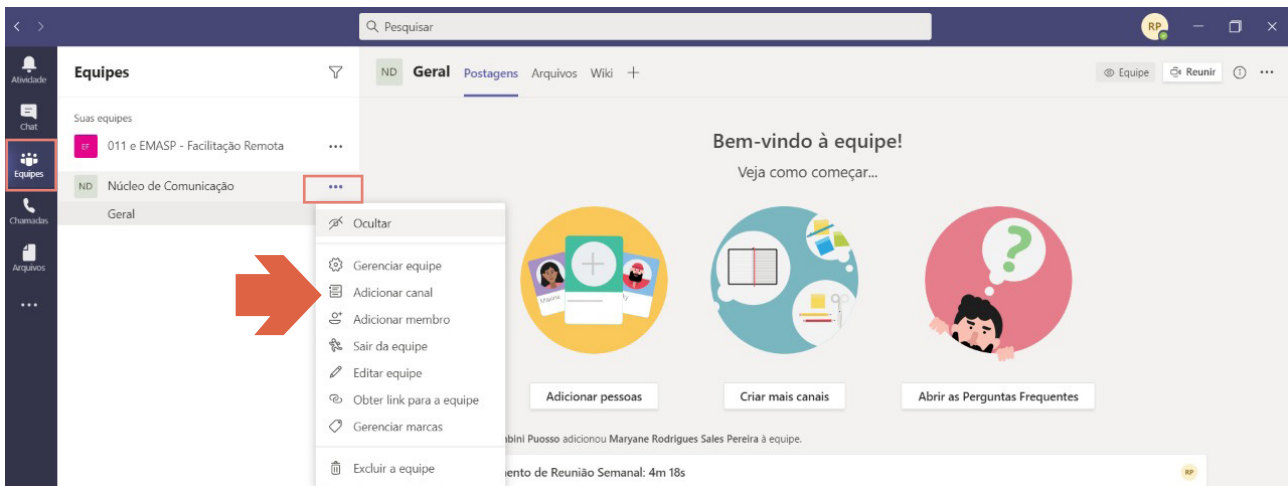 Pesquisar
RP
Atividade
Chat
Equipes
Chamadas
Arquivos
Equipes
Suas equipes
EF 011 e EMASP - Facilitação Remota
ND Núcleo de Comunicação
Geral
Ocultar
Gerenciar equipe
Adicionar canal
Adicionar membro
Sair da equipe
Editar equipe
Obter link para a equipe
Gerenciar marcas
Excluir a equipe
ND Geral Postagens Arquivos Wiki +
Equipe Reunir
Bem-vindo à equipe!
Veja como começar...
Maxine
Adicionar pessoas
Criar mais canais
Abrir as Perguntas Frequentes
Puosso adicionou Maryane Rodrigues Sales Pereira à equipe.
de Reunião Semanal: 4m 18s
RP